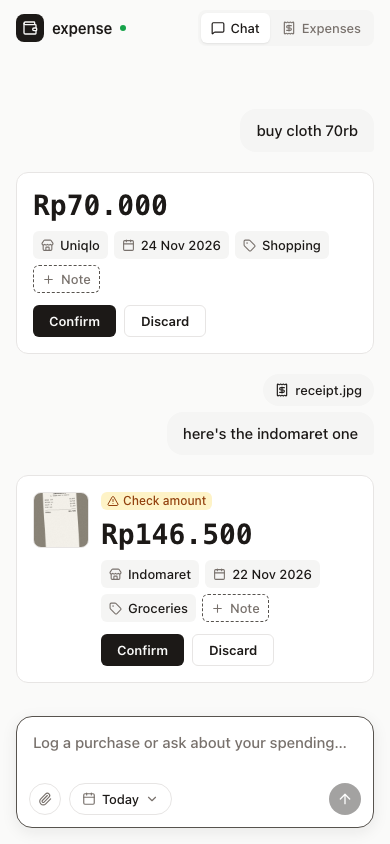 expense
Chat
Expenses
buy cloth 70rb
Rp70.000
Uniqlo
24 Nov 2026
Shopping
+ Note
Confirm
Discard
receipt.jpg
here's the indomaret one
Check amount
Rp146.500
Indomaret
22 Nov 2026
Groceries
+ Note
Confirm
Discard
Log a purchase or ask about your spending...
Today